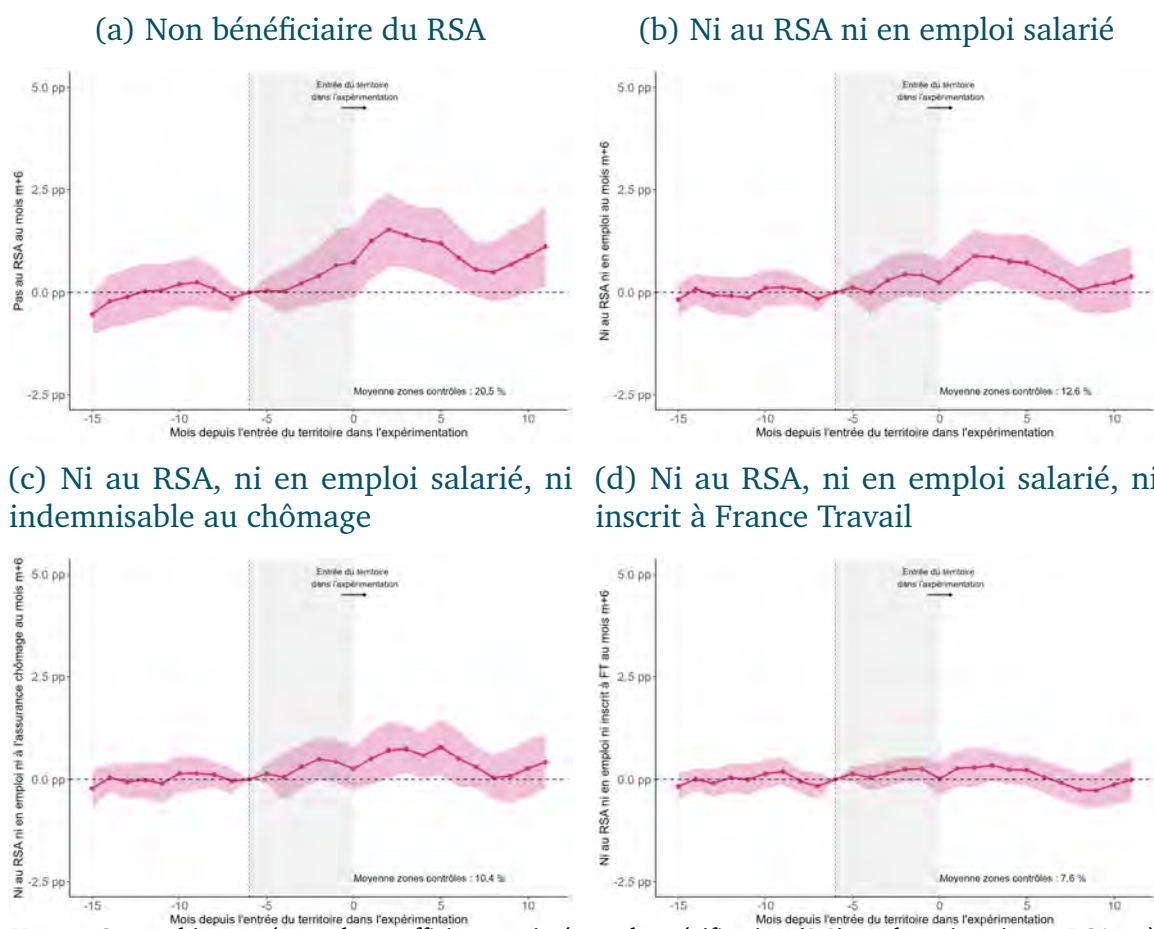 (a) Non bénéficiaire du RSA
5.0 pp
2.5 pp
0.0 pp
-2.5 pp
Pas au RSA au mois m+6
Entrée du territoire
dans l'expérimentation
Moyenne zones contrôles : 20.5 %
-15 -10 -5 0 5 10
Mois depuis l'entrée du territoire dans l'expérimentation
(b) Ni au RSA ni en emploi salarié
5.0 pp
2.5 pp
0.0 pp
-2.5 pp
Ni au RSA ni en emploi au mois m+6
Entrée du territoire
dans l'expérimentation
Moyenne zones contrôles : 12.6 %
-15 -10 -5 0 5 10
Mois depuis l'entrée du territoire dans l'expérimentation
(c) Ni au RSA, ni en emploi salarié, ni
indemnisable au chômage
5.0 pp
2.5 pp
0.0 pp
-2.5 pp
Ni au RSA ni en emploi ni à l'assurance chômage au mois m+6
Entrée du territoire
dans l'expérimentation
Moyenne zones contrôles : 10.4 %
-15 -10 -5 0 5 10
Mois depuis l'entrée du territoire dans l'expérimentation
(d) Ni au RSA, ni en emploi salarié, ni
inscrit à France Travail
5.0 pp
2.5 pp
0.0 pp
-2.5 pp
Ni au RSA ni en emploi ni inscrit à FT au mois m+6
Entrée du territoire
dans l'expérimentation
Moyenne zones contrôles : 7.6 %
-15 -10 -5 0 5 10
Mois depuis l'entrée du territoire dans l'expérimentation